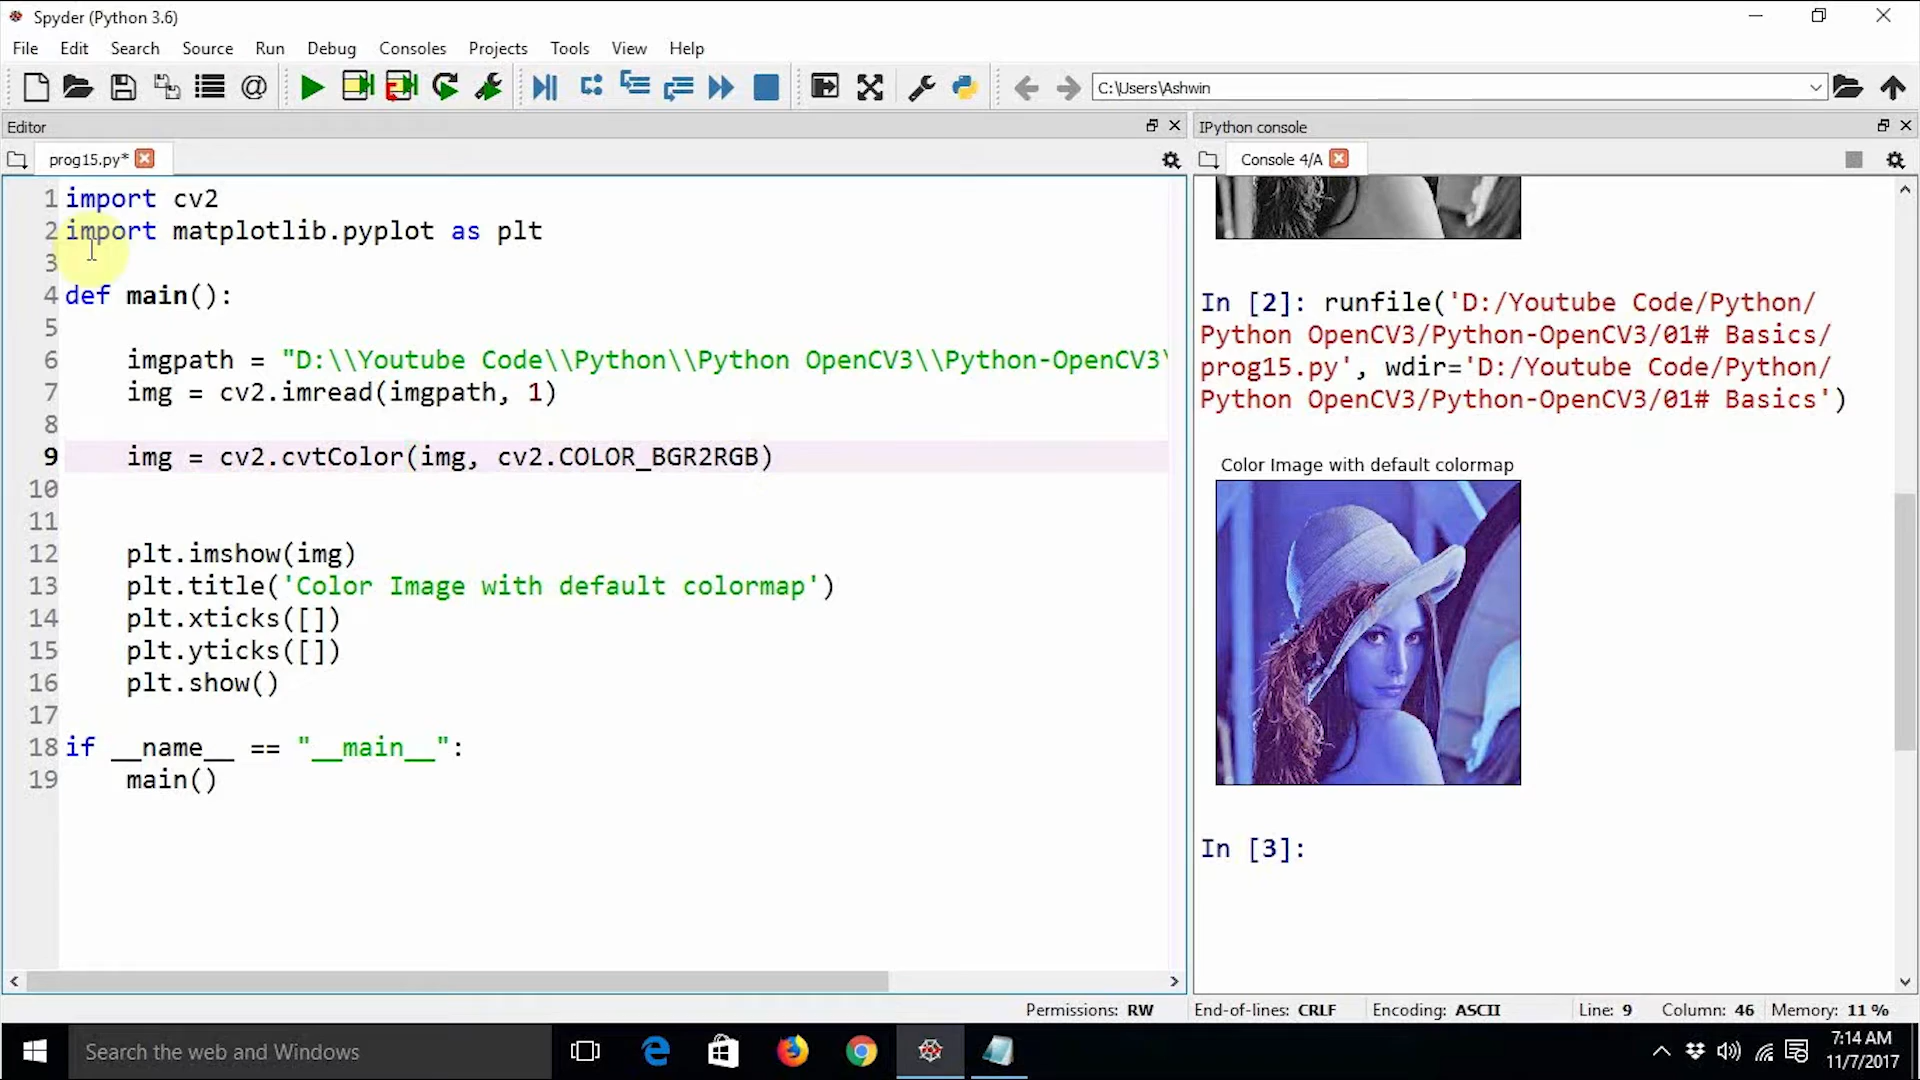 Spyder (Python 3.6)
File Edit Search Source Run Debug Consoles Projects Tools View Help
C:\Users\Ashwin
Editor
prog15.py*
1 import cv2
2 import matplotlib.pyplot as plt
3
4 def main():
5
6 imgpath = "D:\\Youtube Code\\Python\\Python OpenCV3\\Python-OpenCV3\
7 img = cv2.imread(imgpath, 1)
8
9 img = cv2.cvtColor(img, cv2.COLOR_BGR2RGB)
10
11
12 plt.imshow(img)
13 plt.title('Color Image with default colormap')
14 plt.xticks([])
15 plt.yticks([])
16 plt.show()
17
18 if __name__ == "__main__":
19 main()
IPython console
Console 4/A
In [2]: runfile('D:/Youtube Code/Python/
Python OpenCV3/Python-OpenCV3/01# Basics/
prog15.py', wdir='D:/Youtube Code/Python/
Python OpenCV3/Python-OpenCV3/01# Basics')
Color Image with default colormap
In [3]:
Permissions: RW End-of-lines: CRLF Encoding: ASCII Line: 9 Column: 46 Memory: 11 %
Search the web and Windows
7:14 AM
11/7/2017